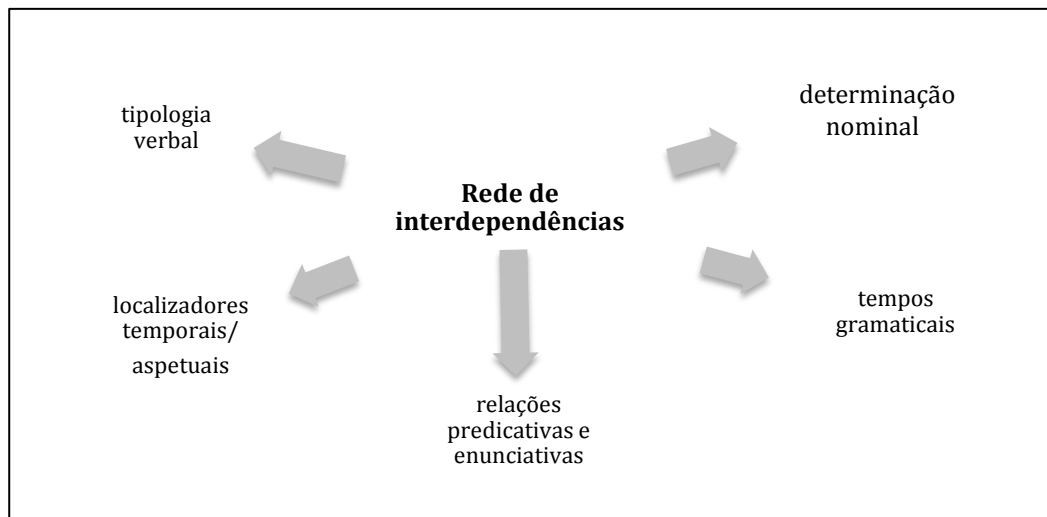 tipologia
verbal
determinação
nominal
Rede de
interdependências
localizadores
temporais/
aspetuais
tempos
gramaticais
relações
predicativas e
enunciativas